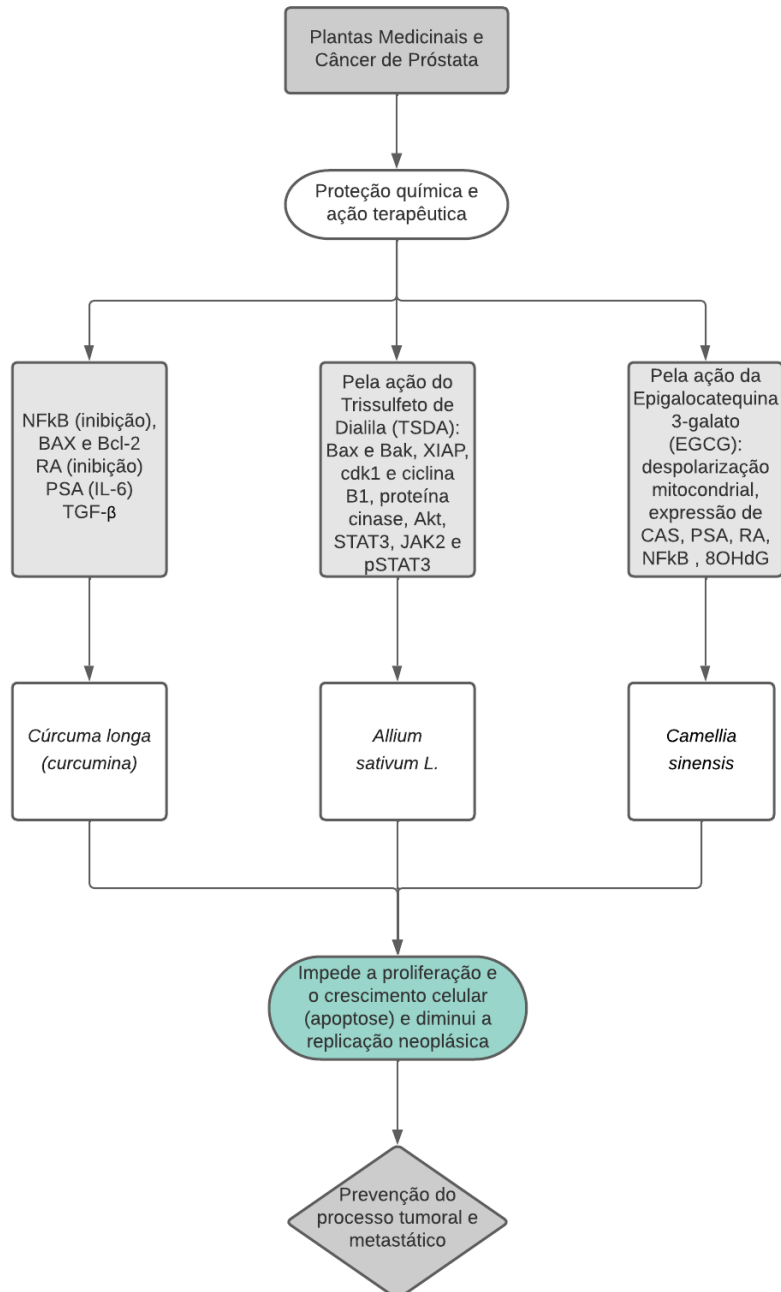 Plantas Medicinais e
Câncer de Próstata
Proteção química e
ação terapêutica
NFkB (inibição),
BAX e Bcl-2
RA (inibição)
PSA (IL-6)
TGF-β
Pela ação do
Trissulfeto de
Dialila (TSDA):
Bax e Bak, XIAP,
cdk1 e ciclina
B1, proteína
cinase, Akt,
STAT3, JAK2 e
pSTAT3
Pela ação da
Epigalocatequina
3-galato
(EGCG):
despolarização
mitocondrial,
expressão de
CAS, PSA, RA,
NFkB , 8OHdG
Cúrcuma longa
(curcumina)
Allium
sativum L.
Camellia
sinensis
Impede a proliferação e
o crescimento celular
(apoptose) e diminui a
replicação neoplásica
Prevenção do
processo tumoral e
metastático